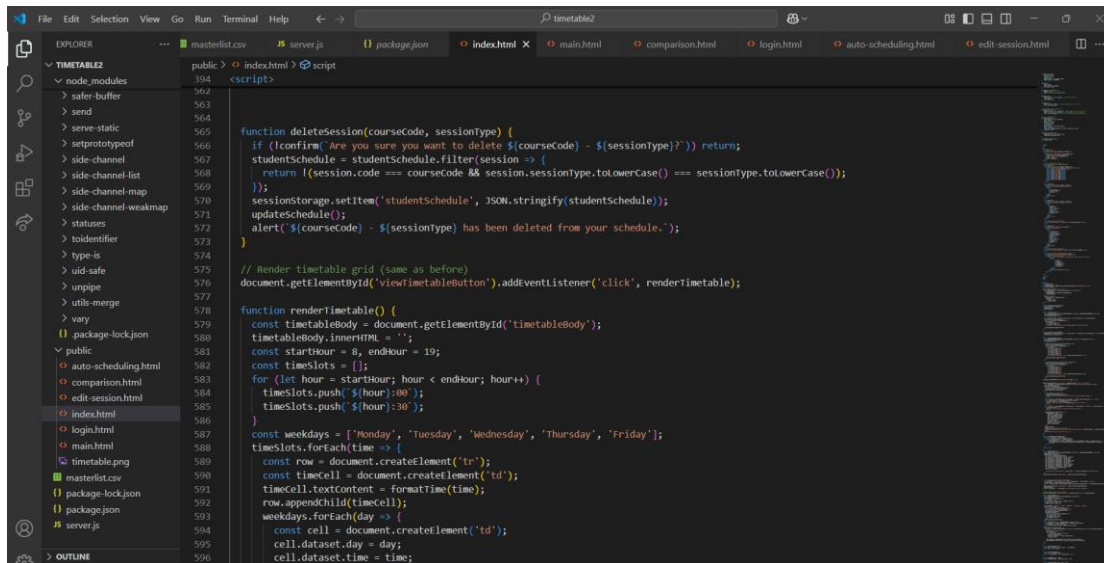 File Edit Selection View Go Run Terminal Help
timetable2
EXPLORER
masterlist.csv
server.js
package.json
index.html
main.html
comparison.html
login.html
auto-scheduling.html
edit-session.html
TIMETABLE2
node_modules
safer-buffer
send
serve-static
setprototypeof
side-channel
side-channel-list
side-channel-map
side-channel-weakmap
statuses
toidentifier
type-is
uid-safe
unpipe
utils-merge
vary
.package-lock.json
public
auto-scheduling.html
comparison.html
edit-session.html
index.html
login.html
main.html
timetable.png
masterlist.csv
package-lock.json
package.json
server.js
OUTLINE
public > index.html > script
394 <script>
562
563
564
565 function deleteSession(courseCode, sessionType) {
566 if (!confirm(`Are you sure you want to delete ${courseCode} - ${sessionType}?`)) return;
567 studentSchedule = studentSchedule.filter(session => {
568 return !(session.code === courseCode && session.sessionType.toLowerCase() === sessionType.toLowerCase());
569 });
570 sessionStorage.setItem('studentSchedule', JSON.stringify(studentSchedule));
571 updateSchedule();
572 alert(`${courseCode} - ${sessionType} has been deleted from your schedule.`);
573 }
574
575 // Render timetable grid (same as before)
576 document.getElementById('viewTimetableButton').addEventListener('click', renderTimetable);
577
578 function renderTimetable() {
579 const timetableBody = document.getElementById('timetableBody');
580 timetableBody.innerHTML = '';
581 const startHour = 8, endHour = 19;
582 const timeSlots = [];
583 for (let hour = startHour; hour < endHour; hour++) {
584 timeSlots.push(`${hour}:00`);
585 timeSlots.push(`${hour}:30`);
586 }
587 const weekdays = ['Monday', 'Tuesday', 'Wednesday', 'Thursday', 'Friday'];
588 timeSlots.forEach(time => {
589 const row = document.createElement('tr');
590 const timeCell = document.createElement('td');
591 timeCell.textContent = formatTime(time);
592 row.appendChild(timeCell);
593 weekdays.forEach(day => {
594 const cell = document.createElement('td');
595 cell.dataset.day = day;
596 cell.dataset.time = time;